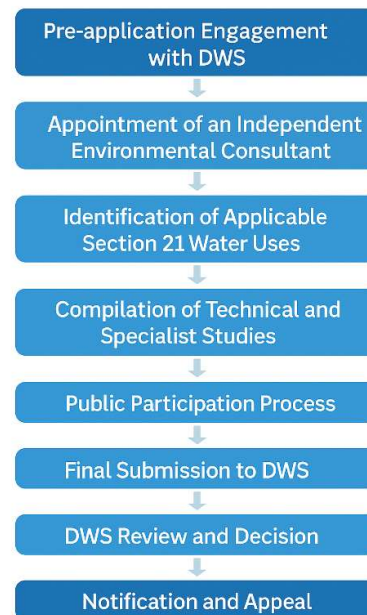 Pre-application Engagement
with DWS
Appointment of an Independent
Environmental Consultant
Identification of Applicable
Section 21 Water Uses
Compilation of Technical and
Specialist Studies
Public Participation Process
Final Submission to DWS
DWS Review and Decision
Notification and Appeal